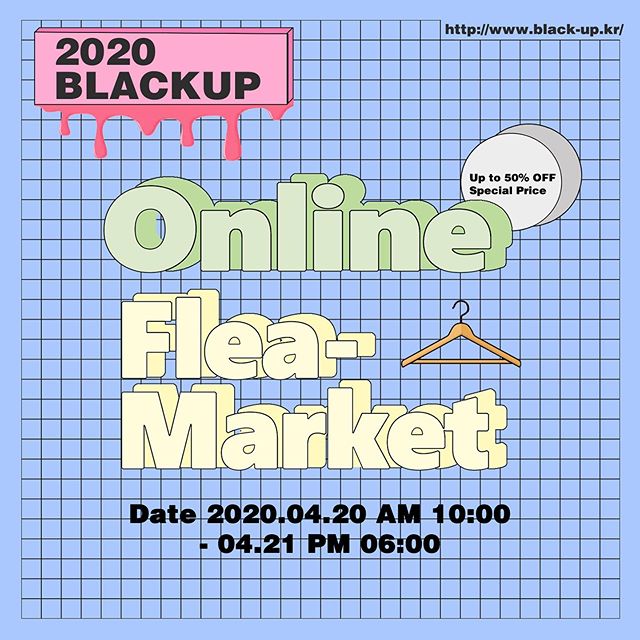 http://www.black-up.kr/
2020
BLACKUP
Up to 50% OFF
Special Price
Online
Flea-
Market
Date 2020.04.20 AM 10:00
- 04.21 PM 06:00